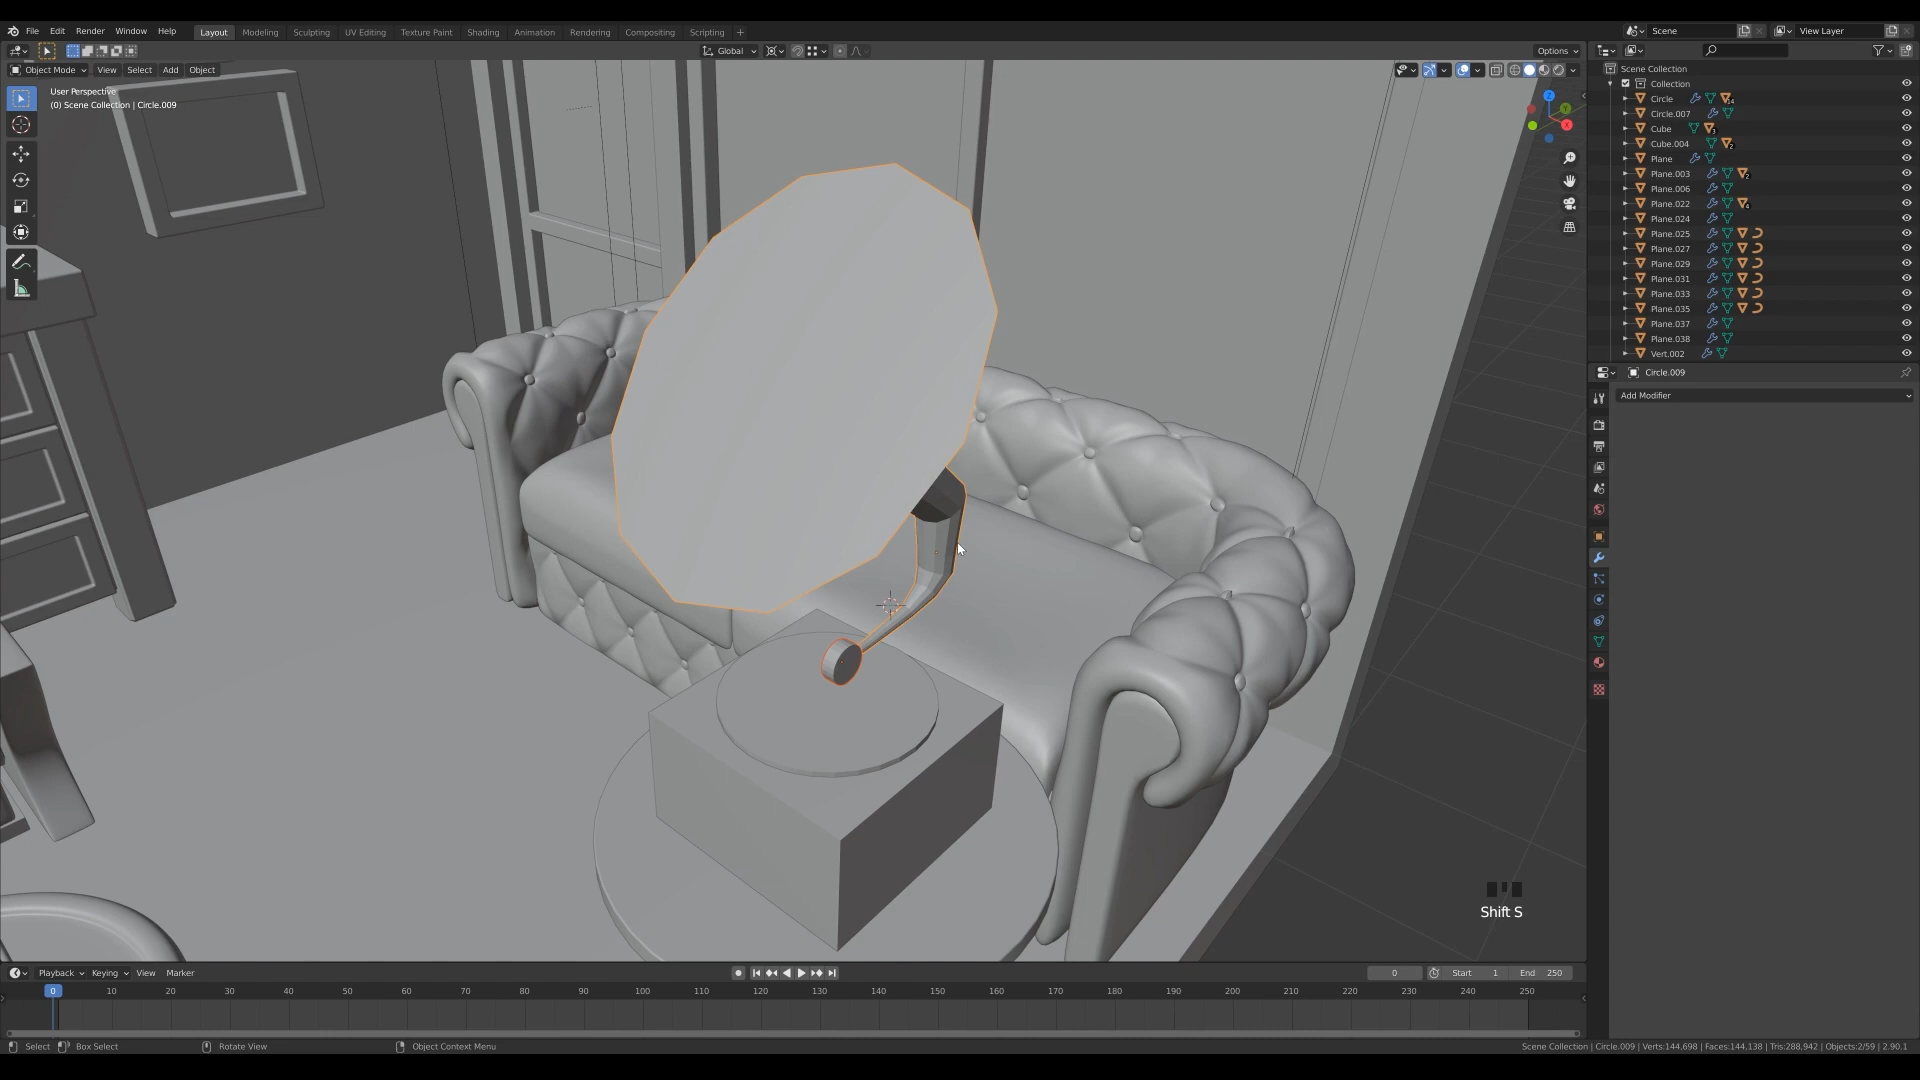 File Edit Render Window Help
Layout Modeling Sculpting UV Editing Texture Paint Shading Animation Rendering Compositing Scripting +
Scene
View Layer
Global
Options
Object Mode View Select Add Object
User Perspective
(0) Scene Collection | Circle.009
Z
Y
X
Scene Collection
Collection
Circle 14
Circle.007
Cube 3
Cube.004 2
Plane
Plane.003 2
Plane.006
Plane.022 4
Plane.024
Plane.025
Plane.027
Plane.029
Plane.031
Plane.033
Plane.035
Plane.037
Plane.038
Vert.002
Circle.009
Add Modifier
Shift S
Playback Keying View Marker
0 Start 1 End 250
0 10 20 30 40 50 60 70 80 90 100 110 120 130 140 150 160 170 180 190 200 210 220 230 240 250
Select Box Select Rotate View Object Context Menu
Scene Collection | Circle.009 | Verts:144,698 | Faces:144,138 | Tris:288,942 | Objects:2/59 | 2.90.1